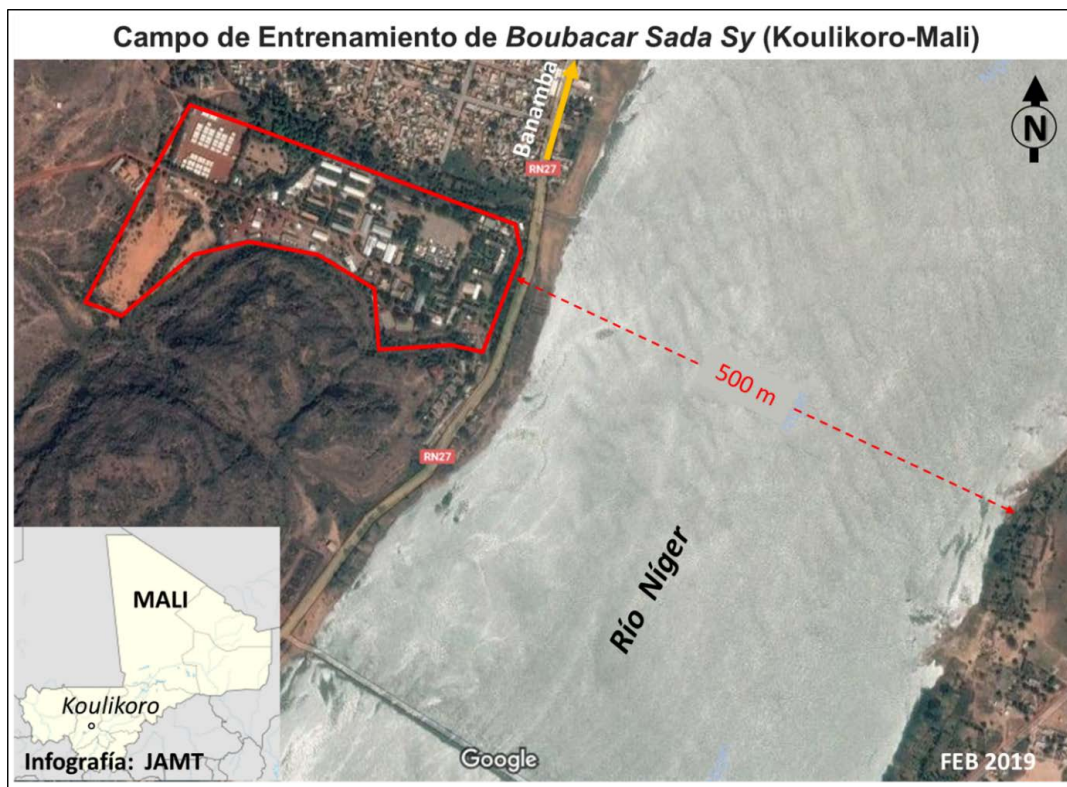 Campo de Entrenamiento de Boubacar Sada Sy (Koulikoro-Mali)
Banamba
N
RN27
500 m
RN27
Río Níger
MALI
Koulikoro
Infografía: JAMT
Google
FEB 2019